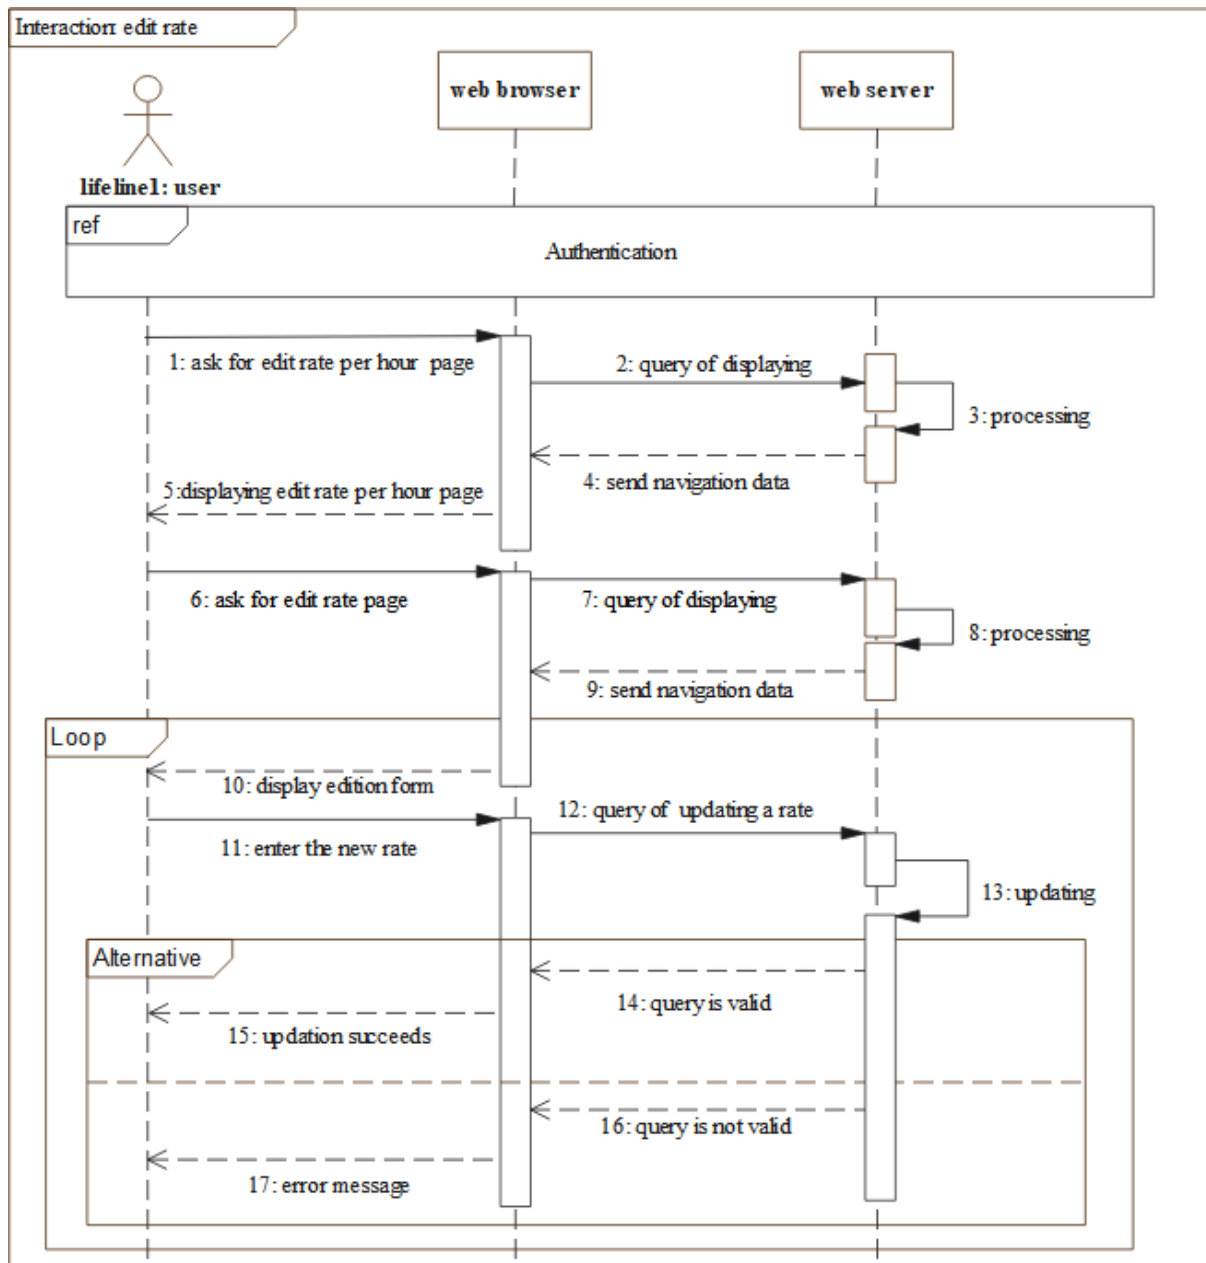 Interaction: edit rate
web browser
web server
lifeline1: user
ref
Authentication
1: ask for edit rate per hour page
2: query of displaying
3: processing
4: send navigation data
5:displaying edit rate per hour page
6: ask for edit rate page
7: query of displaying
8: processing
9: send navigation data
Loop
10: display edition form
12: query of updating a rate
11: enter the new rate
13: updating
Alternative
14: query is valid
15: updation succeeds
16: query is not valid
17: error message